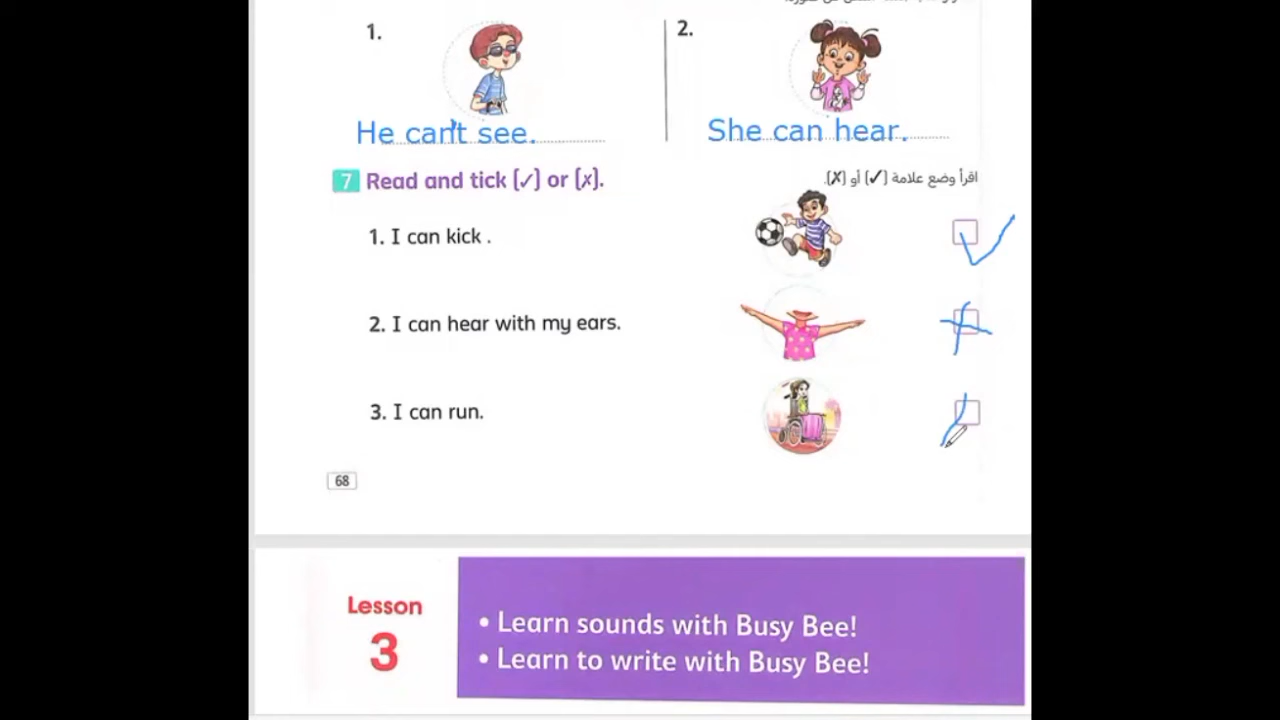 1.
2.
He can't see.
She can hear.
7 Read and tick (✓) or (x).
اقرأ وضع علامة (✓) أو (X).
1. I can kick .
2. I can hear with my ears.
3. I can run.
68
Lesson
3
• Learn sounds with Busy Bee!
• Learn to write with Busy Bee!